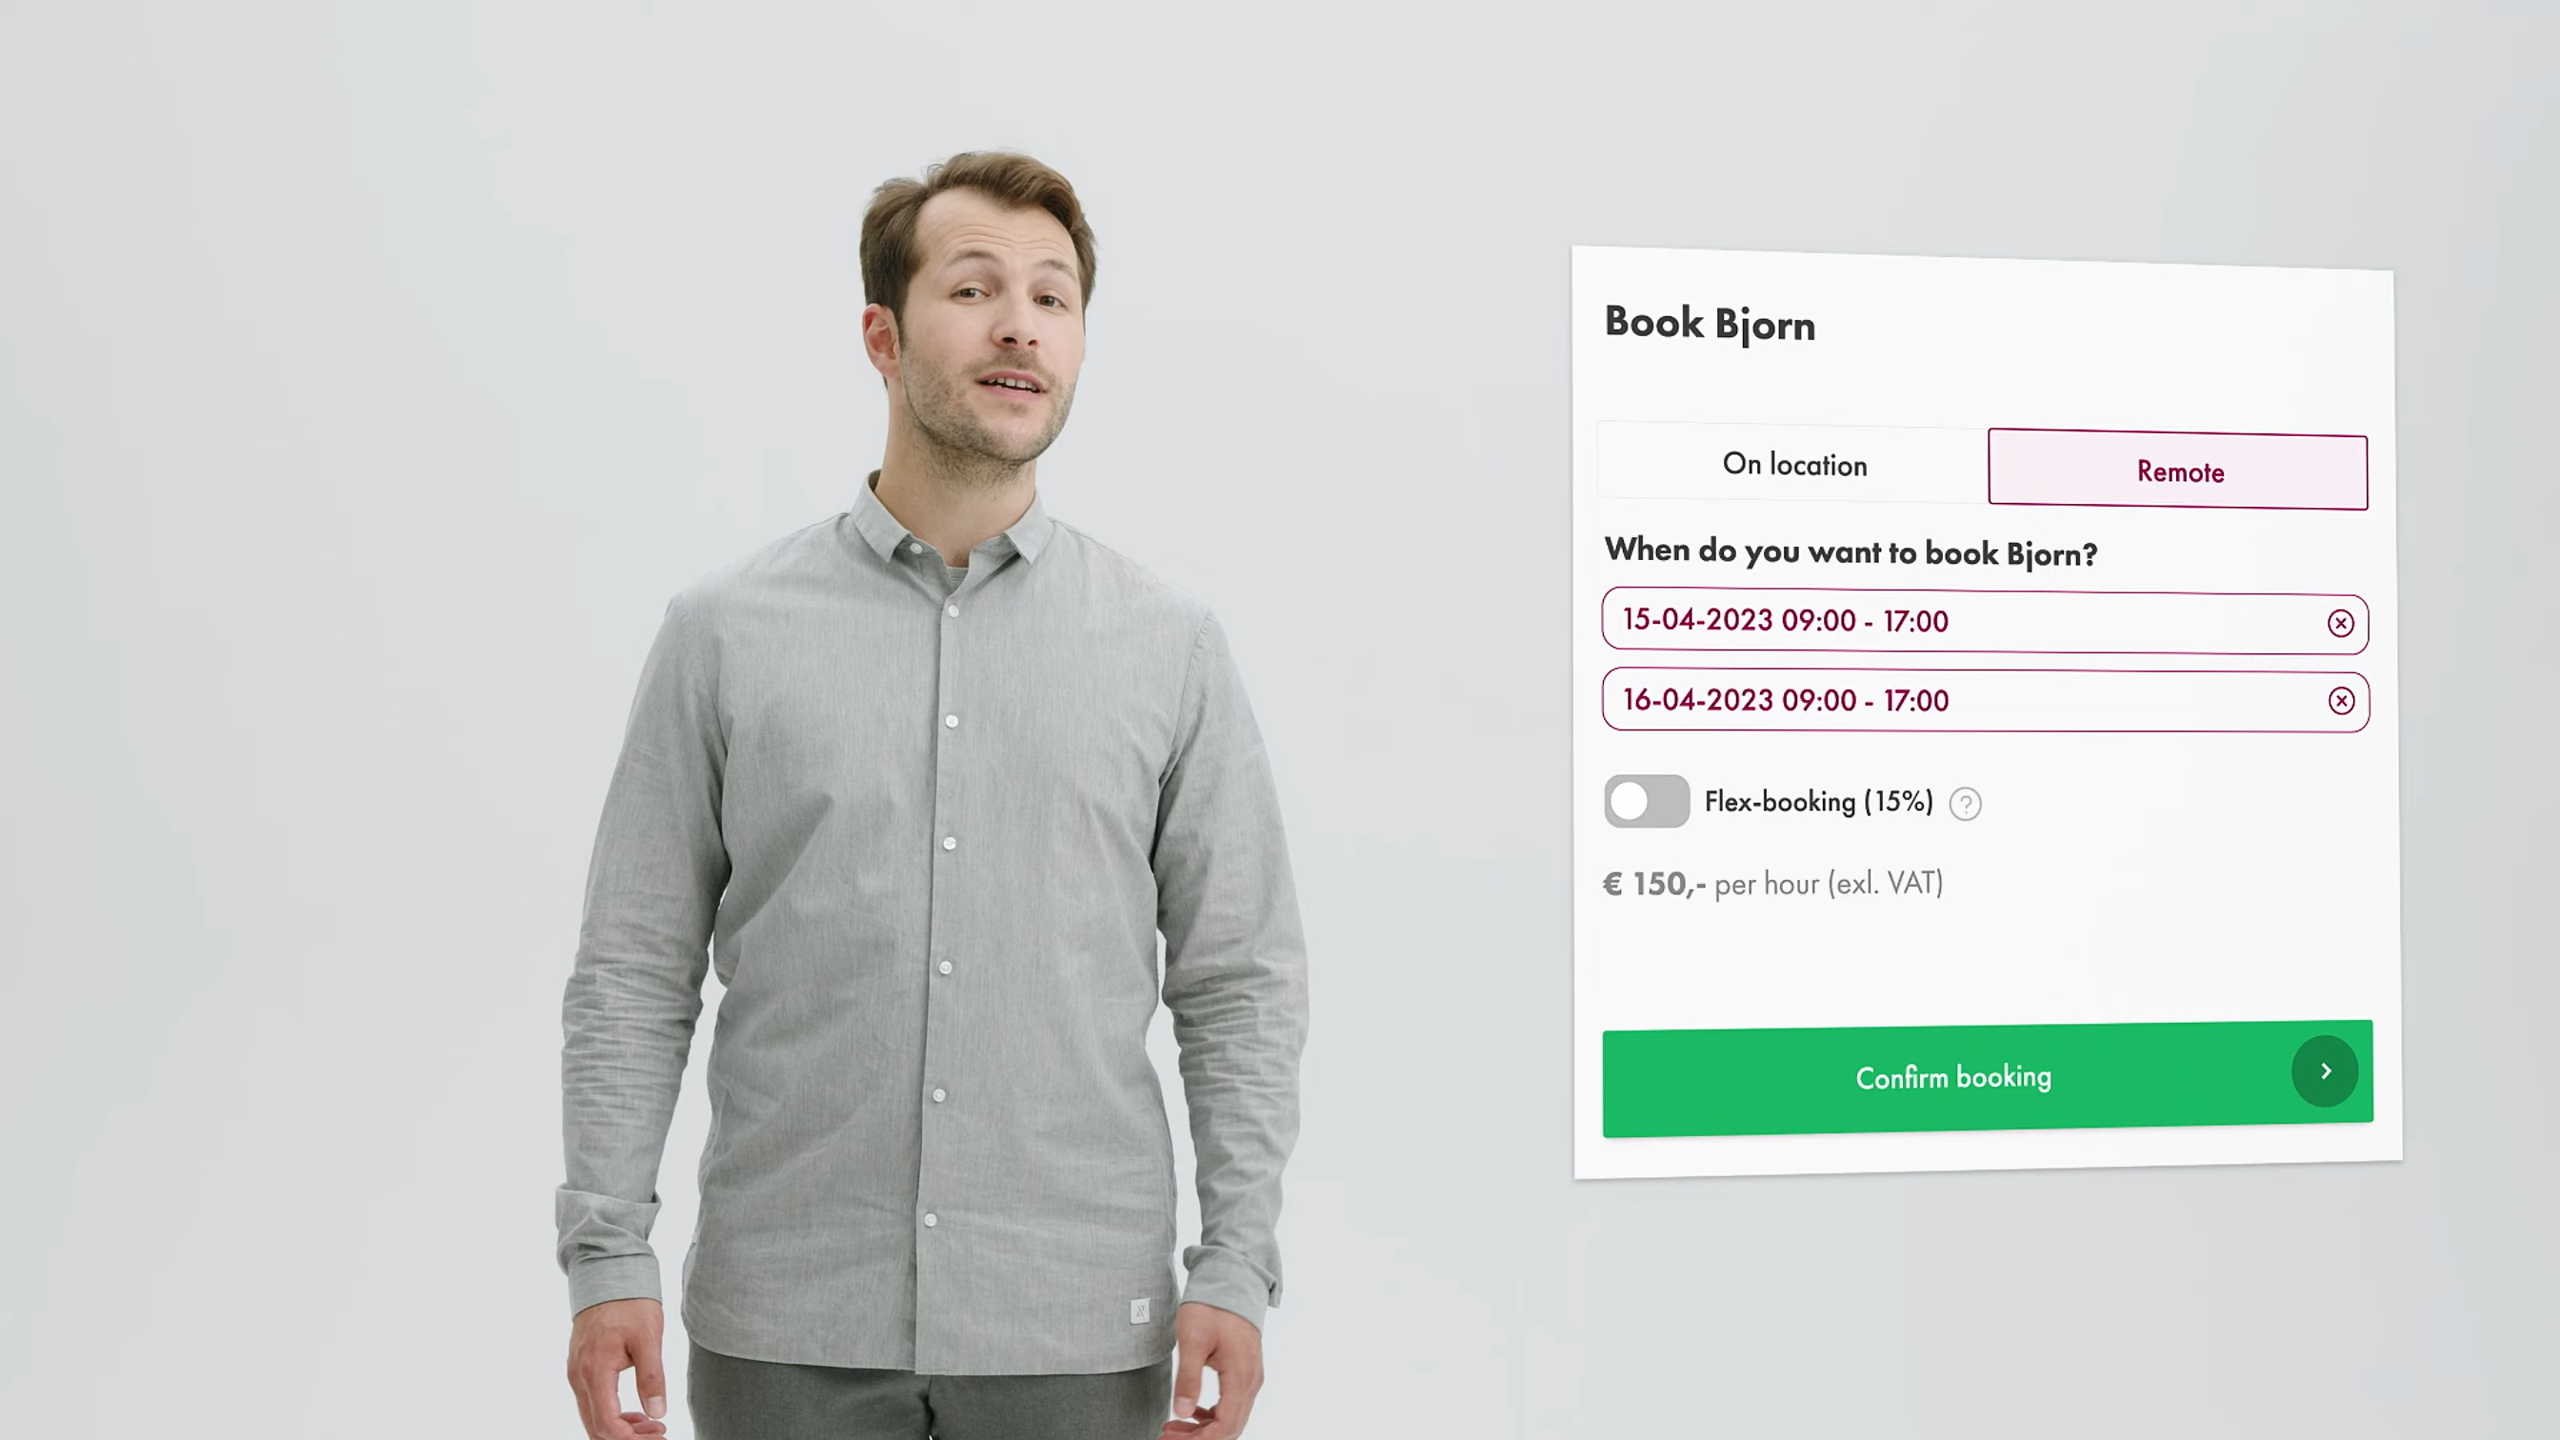 Book Bjorn
On location
Remote
When do you want to book Bjorn?
15-04-2023 09:00 - 17:00
16-04-2023 09:00 - 17:00
Flex-booking (15%) ?
€ 150,- per hour (exl. VAT)
Confirm booking